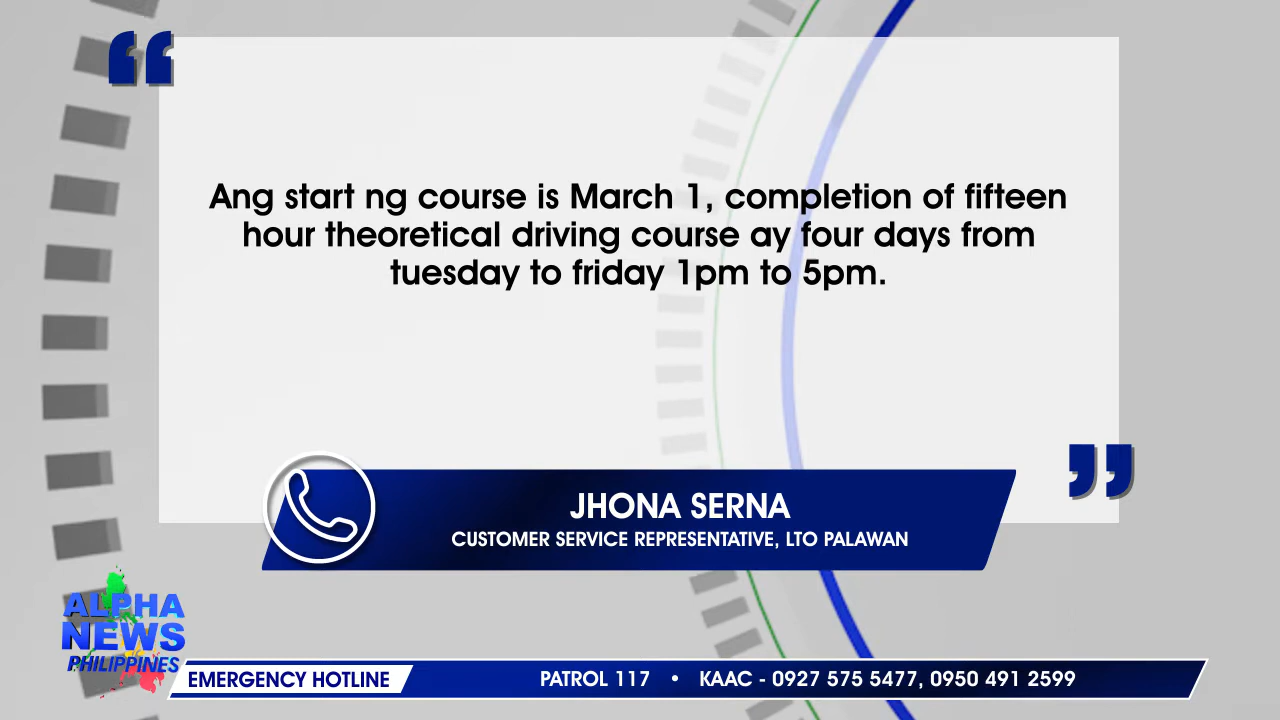 “
Ang start ng course is March 1, completion of fifteen
hour theoretical driving course ay four days from
tuesday to friday 1pm to 5pm.
”
JHONA SERNA
CUSTOMER SERVICE REPRESENTATIVE, LTO PALAWAN
ALPHA
NEWS
PHILIPPINES
EMERGENCY HOTLINE
PATROL 117 • KAAC - 0927 575 5477, 0950 491 2599